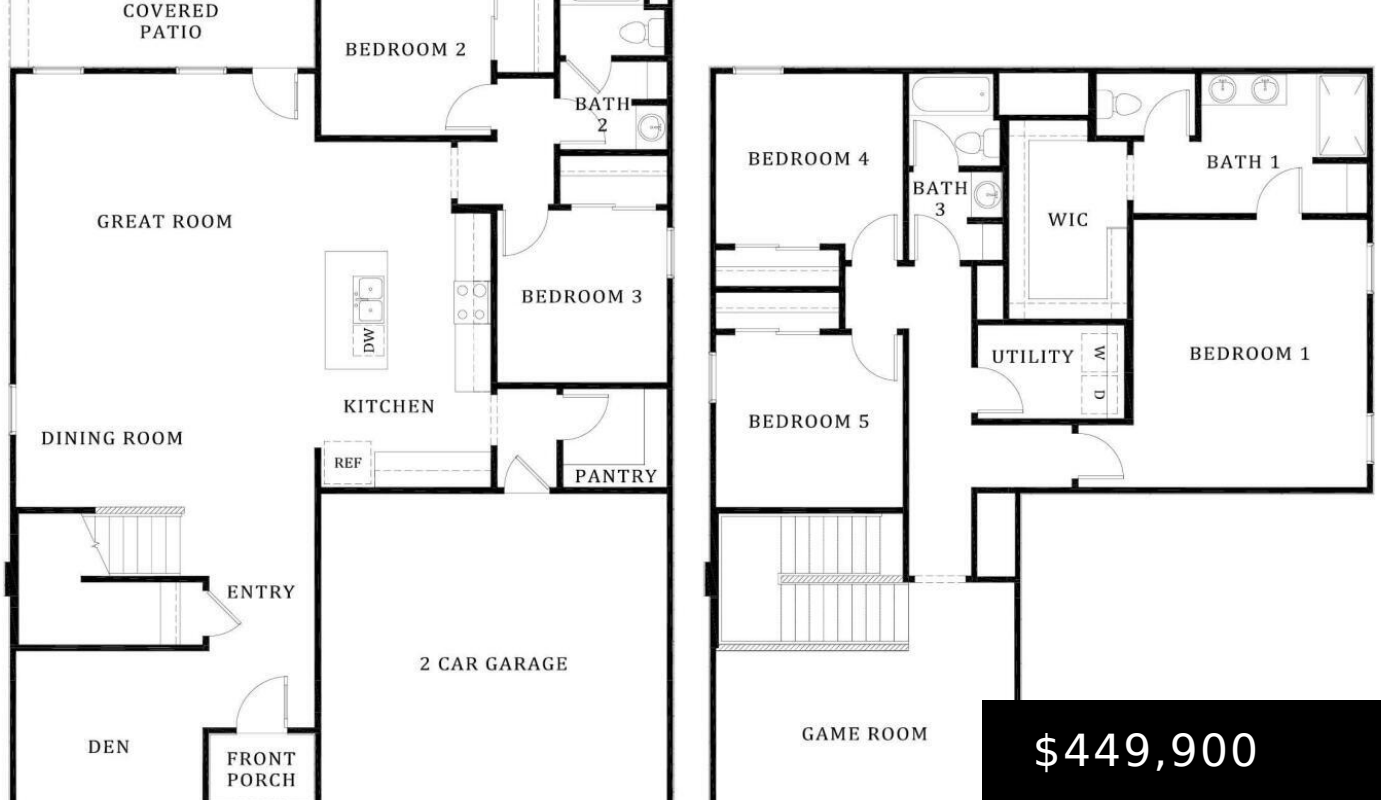 COVERED
PATIO
BEDROOM 2
BATH
2
GREAT ROOM
BEDROOM 3
DW
KITCHEN
DINING ROOM
REF
PANTRY
ENTRY
2 CAR GARAGE
DEN
FRONT
PORCH
BEDROOM 4
BATH 1
BATH
3
WIC
UTILITY
W
D
BEDROOM 1
BEDROOM 5
GAME ROOM
$449,900